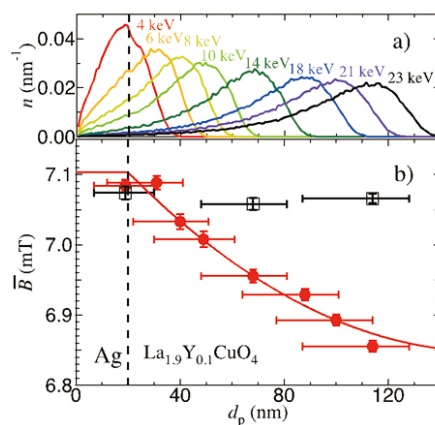 4 keV
a)
6 keV
8 keV
10 keV
14 keV
18 keV
21 keV
23 keV
n (nm⁻¹)
0.04
0.02
0.00
b)
7.1
7.0
6.9
6.8
B̅ (mT)
Ag
La₁.₉Y₀.₁CuO₄
0 40 80 120
dₚ (nm)